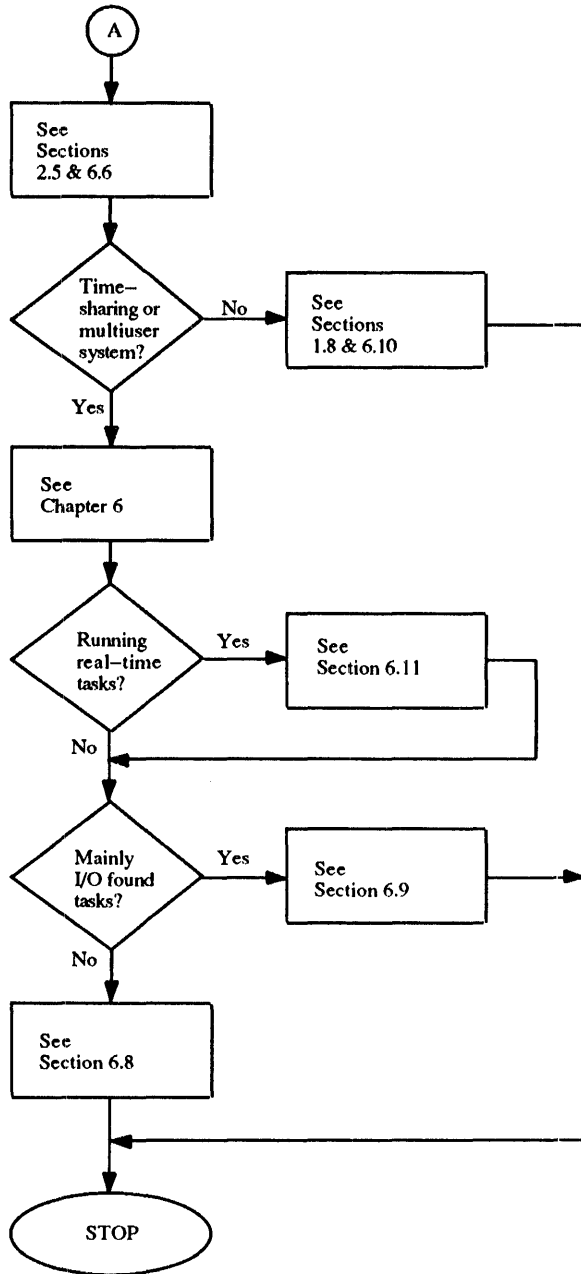 A
See
Sections
2.5 & 6.6
Time–
sharing or
multiuser
system?
No
See
Sections
1.8 & 6.10
Yes
See
Chapter 6
Running
real–time
tasks?
Yes
See
Section 6.11
No
Mainly
I/O found
tasks?
Yes
See
Section 6.9
No
See
Section 6.8
STOP